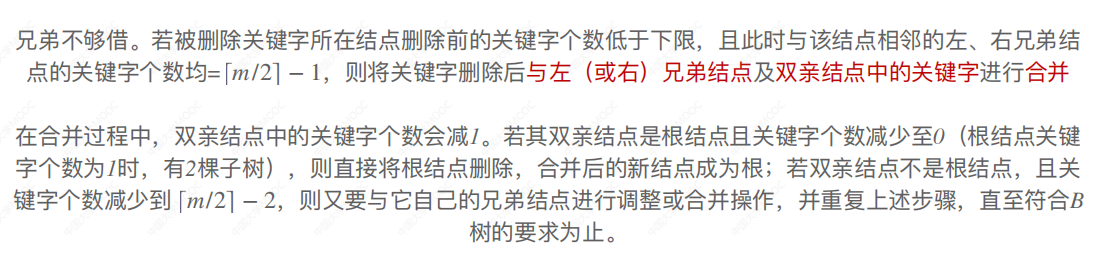 兄弟不够借。若被删除关键字所在结点删除前的关键字个数低于下限，且此时与该结点相邻的左、右兄弟结
点的关键字个数均=⌈m/2⌉ − 1，则将关键字删除后与左（或右）兄弟结点及双亲结点中的关键字进行合并
在合并过程中，双亲结点中的关键字个数会减1。若其双亲结点是根结点且关键字个数减少至0（根结点关键
字个数为1时，有2棵子树），则直接将根结点删除，合并后的新结点成为根；若双亲结点不是根结点，且关
键字个数减少到 ⌈m/2⌉ − 2，则又要与它自己的兄弟结点进行调整或合并操作，并重复上述步骤，直至符合B
树的要求为止。